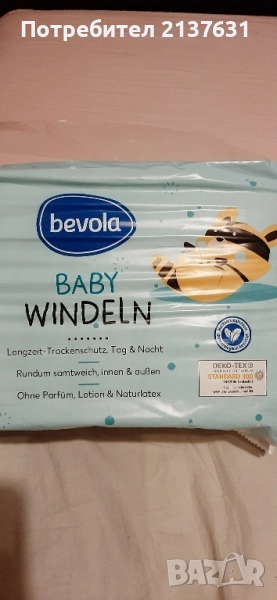 Потребител 2137631
bevola
BABY
WINDELN
Langzeit-Trockenschutz, Tag & Nacht
Rundum samtweich, innen & außen
Ohne Parfüm, Lotion & Naturlatex
OEKO-TEX®
STANDARD 100
BAZAR